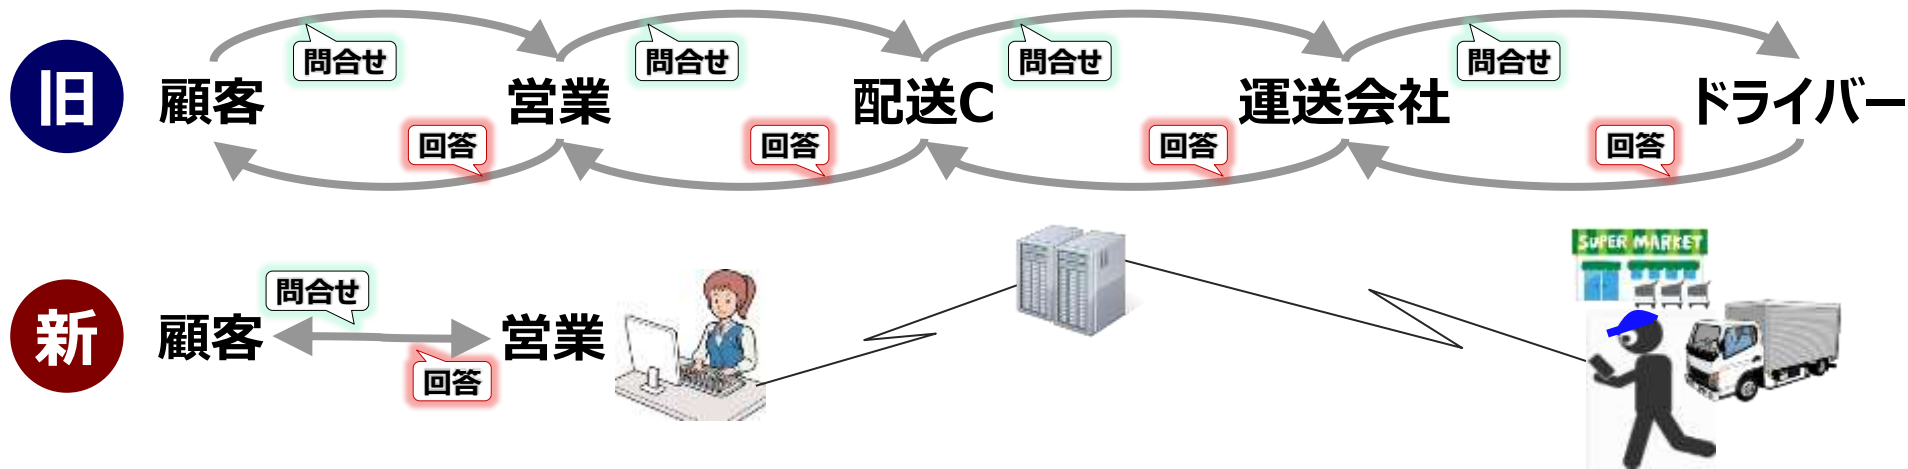 問合せ
問合せ
問合せ
問合せ
旧
顧客
営業
配送C
運送会社
ドライバー
回答
回答
回答
回答
SUPER MARKET
問合せ
新
顧客
営業
回答